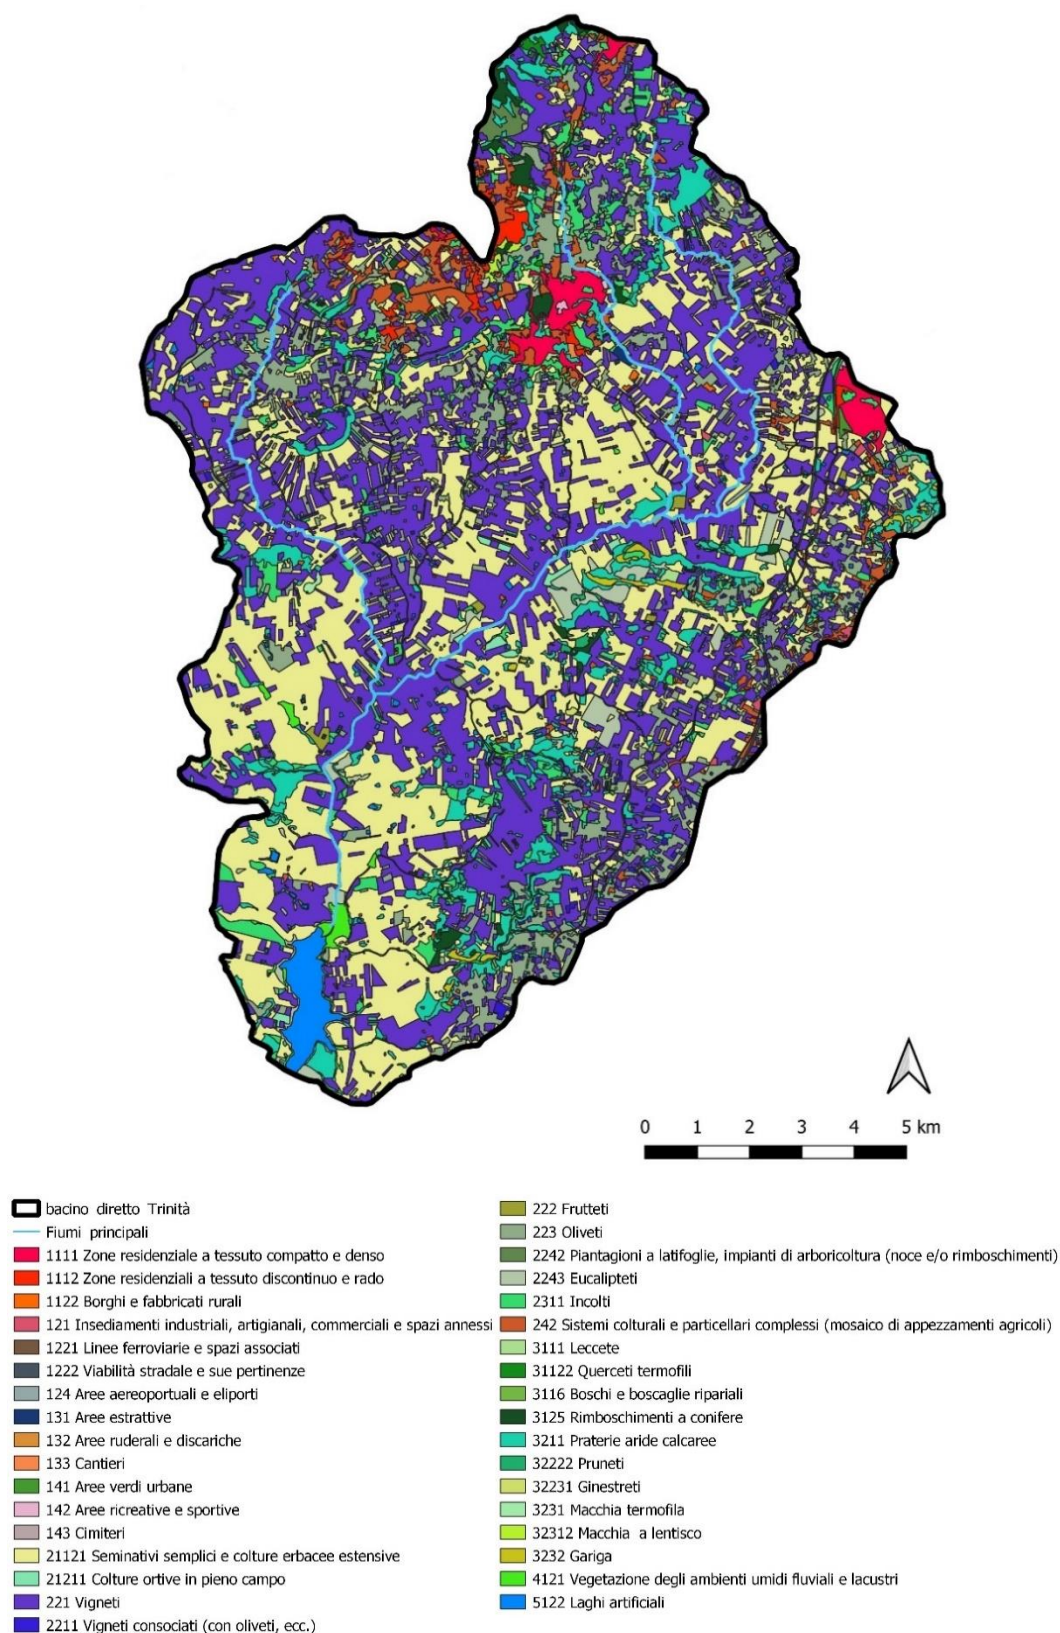 0 1 2 3 4 5 km
bacino diretto Trinità
Fiumi principali
1111 Zone residenziale a tessuto compatto e denso
1112 Zone residenziali a tessuto discontinuo e rado
1122 Borghi e fabbricati rurali
121 Insediamenti industriali, artigianali, commerciali e spazi annessi
1221 Linee ferroviarie e spazi associati
1222 Viabilità stradale e sue pertinenze
124 Aree aereoportuali e eliporti
131 Aree estrattive
132 Aree ruderali e discariche
133 Cantieri
141 Aree verdi urbane
142 Aree ricreative e sportive
143 Cimiteri
21121 Seminativi semplici e colture erbacee estensive
21211 Colture ortive in pieno campo
221 Vigneti
2211 Vigneti consociati (con oliveti, ecc.)
222 Frutteti
223 Oliveti
2242 Piantagioni a latifoglie, impianti di arboricoltura (noce e/o rimboschimenti)
2243 Eucalipteti
2311 Incolti
242 Sistemi colturali e particellari complessi (mosaico di appezzamenti agricoli)
3111 Leccete
31122 Querceti termofili
3116 Boschi e boscaglie ripariali
3125 Rimboschimenti a conifere
3211 Praterie aride calcaree
32222 Pruneti
32231 Ginestreti
3231 Macchia termofila
32312 Macchia a lentisco
3232 Gariga
4121 Vegetazione degli ambienti umidi fluviali e lacustri
5122 Laghi artificiali